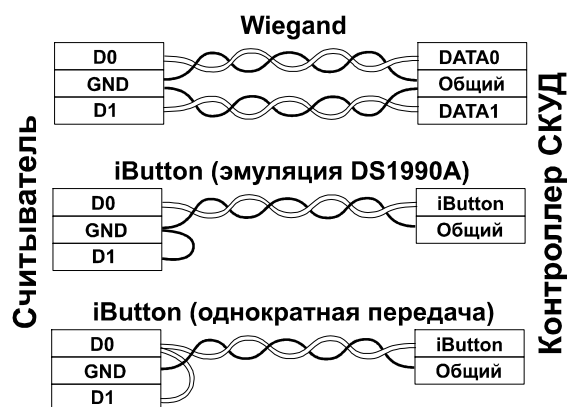 Wiegand
D0
GND
D1
DATA0
Общий
DATA1
Считыватель
Контроллер СКУД
iButton (эмуляция DS1990A)
D0
GND
D1
iButton
Общий
iButton (однократная передача)
D0
GND
D1
iButton
Общий